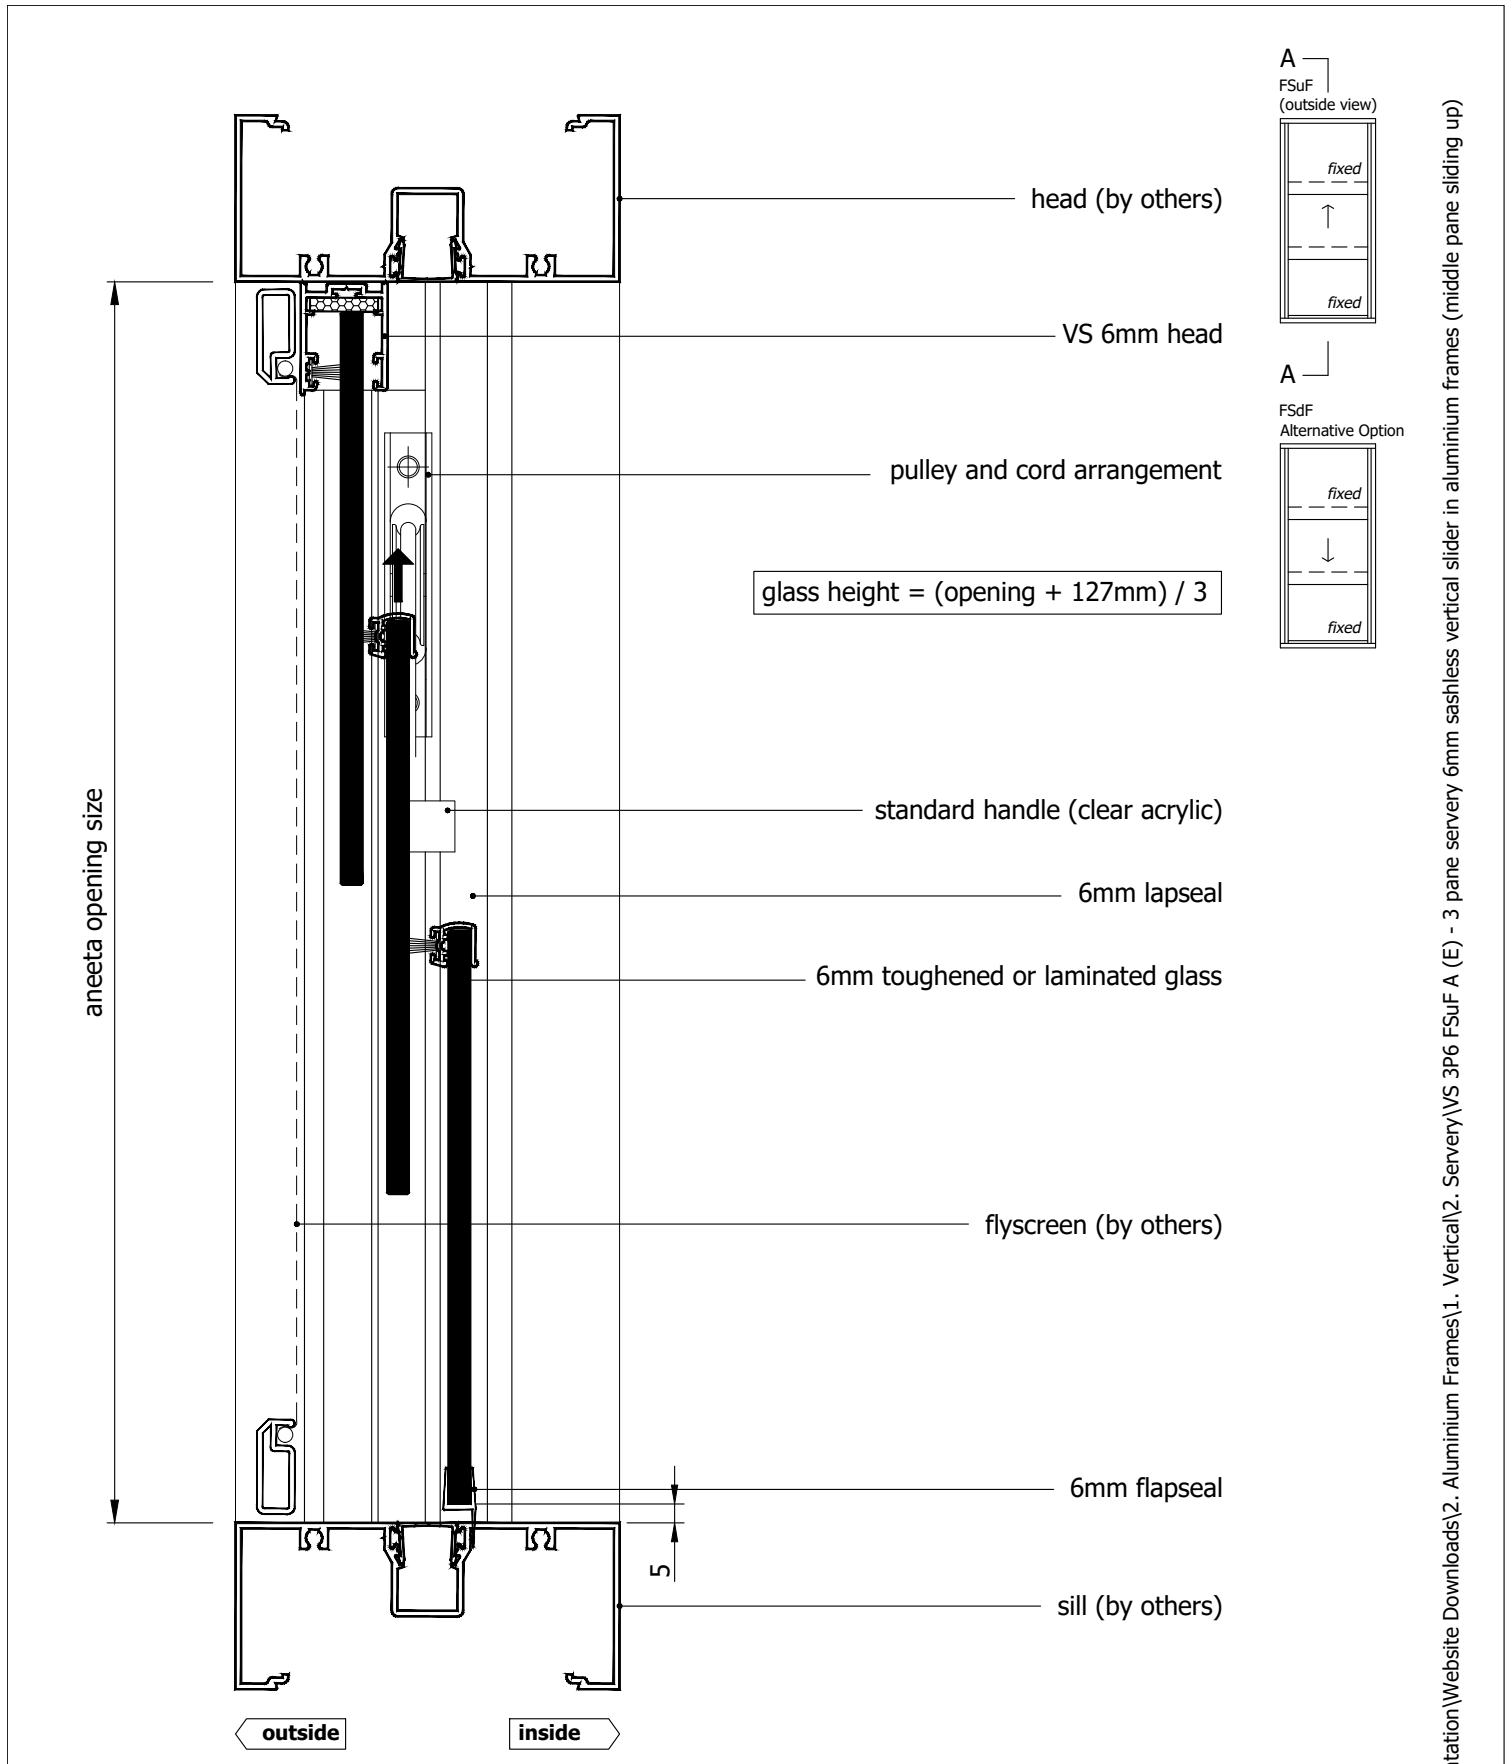 A
FSuF
(outside view)
fixed
fixed
A
FSdF
Alternative Option
fixed
fixed
head (by others)
VS 6mm head
pulley and cord arrangement
glass height = (opening + 127mm) / 3
standard handle (clear acrylic)
6mm lapseal
6mm toughened or laminated glass
flyscreen (by others)
6mm flapseal
5
sill (by others)
aneeta opening size
outside
inside
tation\Website Downloads\2. Aluminium Frames\1. Vertical\2. Servery\VS 3P6 FSuF A (E) - 3 pane servery 6mm sashless vertical slider in aluminium frames (middle pane sliding up)